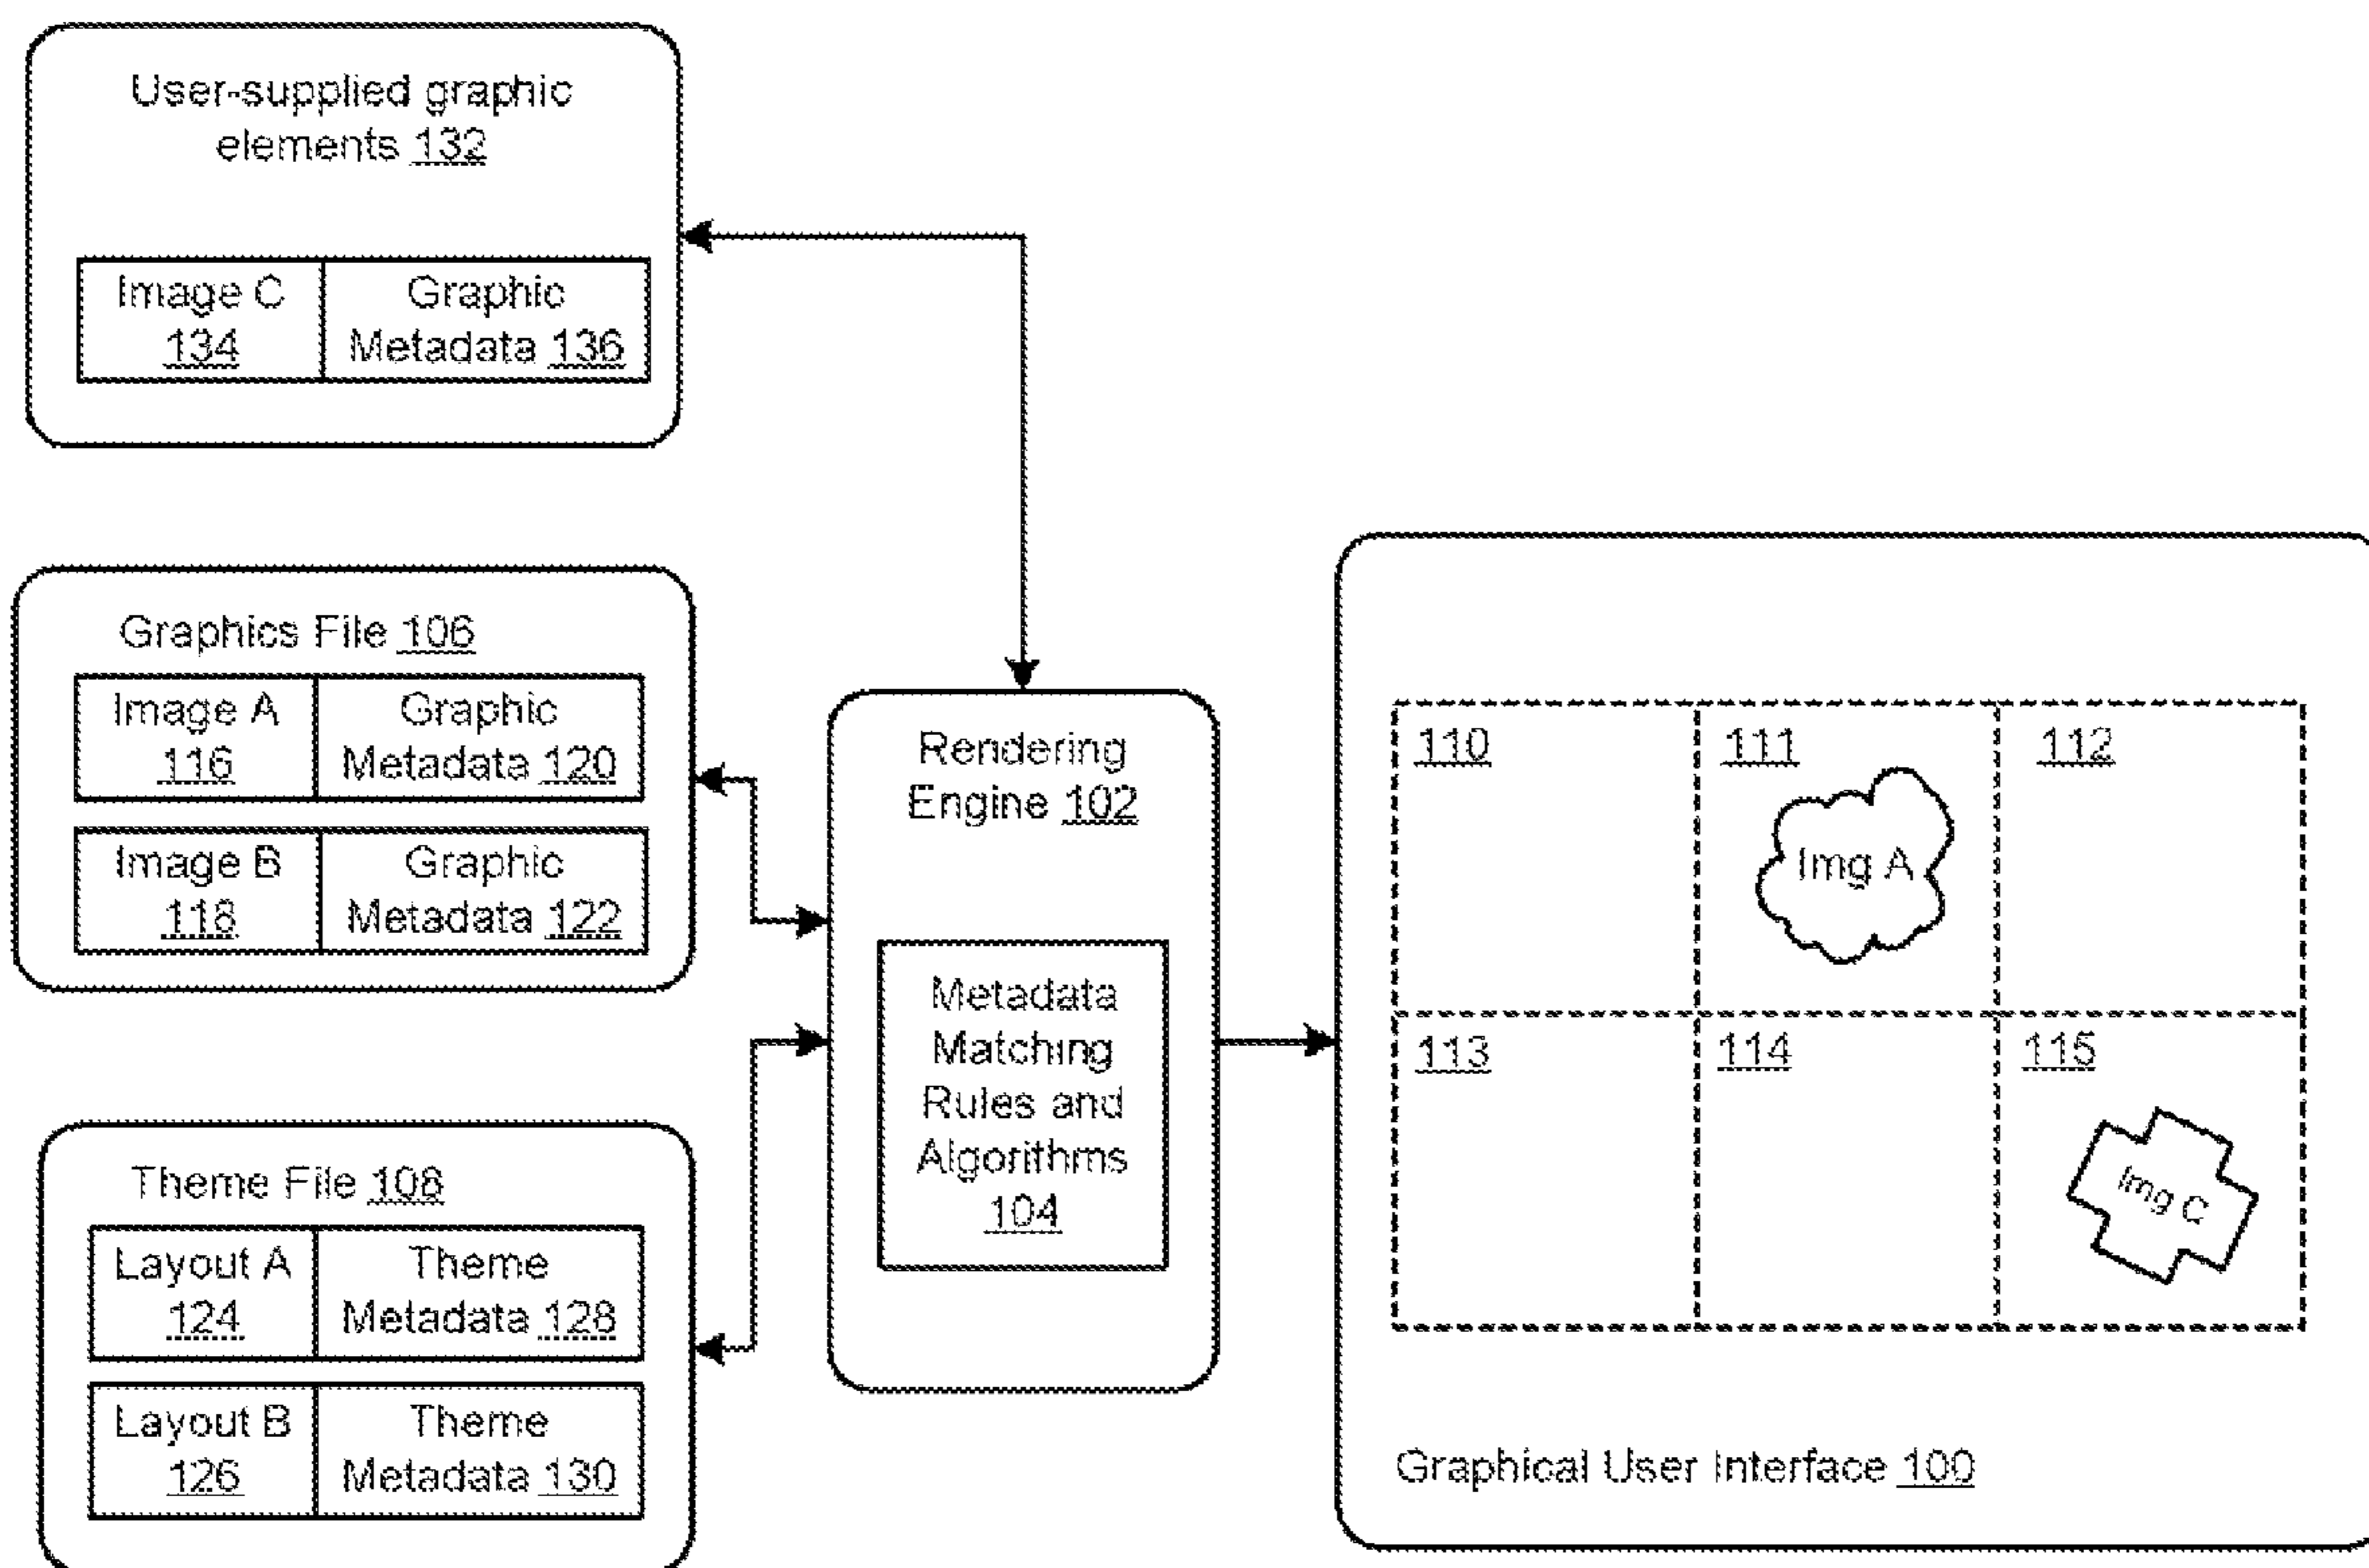 User-supplied graphic
elements 132
Image C
134
Graphic
Metadata 136
Graphics File 106
Image A
116
Graphic
Metadata 120
Image B
118
Graphic
Metadata 122
Theme File 108
Layout A
124
Theme
Metadata 128
Layout B
126
Theme
Metadata 130
Rendering
Engine 102
Metadata
Matching
Rules and
Algorithms
104
110
111
112
Img A
113
114
115
Img C
Graphical User Interface 100